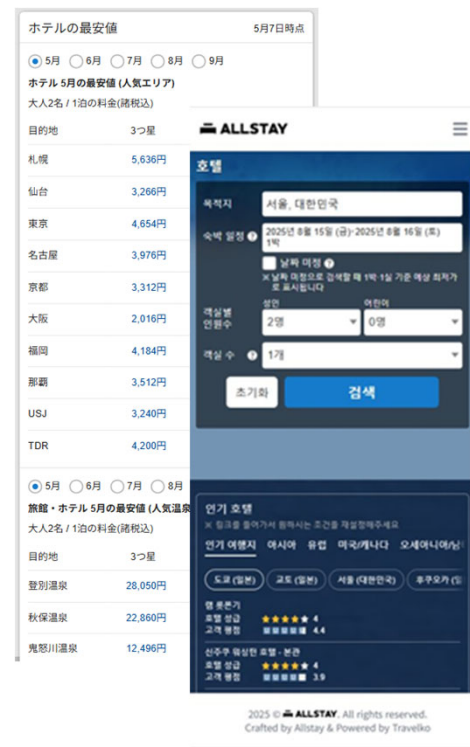 ホテルの最安値 5月7日時点
5月 6月 7月 8月 9月
ホテル 5月の最安値 (人気エリア)
大人2名 / 1泊の料金(諸税込)
目的地 3つ星
札幌 5,636円
仙台 3,266円
東京 4,654円
名古屋 3,976円
京都 3,312円
大阪 2,016円
福岡 4,184円
那覇 3,512円
USJ 3,240円
TDR 4,200円
5月 6月 7月 8月
旅館・ホテル 5月の最安値 (人気温泉
大人2名 / 1泊の料金(諸税込)
目的地 3つ星
登別温泉 28,050円
秋保温泉 22,860円
鬼怒川温泉 12,496円
ALLSTAY
호텔
목적지 서울, 대한민국
숙박 일정 2025년 8월 15일 (금)-2025년 8월 16일 (토)
1박
날짜 미정
※날짜 미정으로 검색할 때 1박 1실 기준 예상 최저가
로 표시됩니다
성인 어린이
객실별
인원수 2명 0명
객실 수 1개
초기화 검색
인기 호텔
※ 링크를 들어가서 원하시는 조건을 재설정해주세요
인기 여행지 아시아 유럽 미국/캐나다 오세아니아/남
도쿄 (일본) 교토 (일본) 서울 (대한민국) 후쿠오카 (일
렘 롯폰기
호텔 성급 4
고객 평점 4.4
신주쿠 워싱턴 호텔 - 본관
호텔 성급 4
고객 평점 3.9
2025 © ALLSTAY. All rights reserved.
Crafted by Allstay & Powered by Travelko